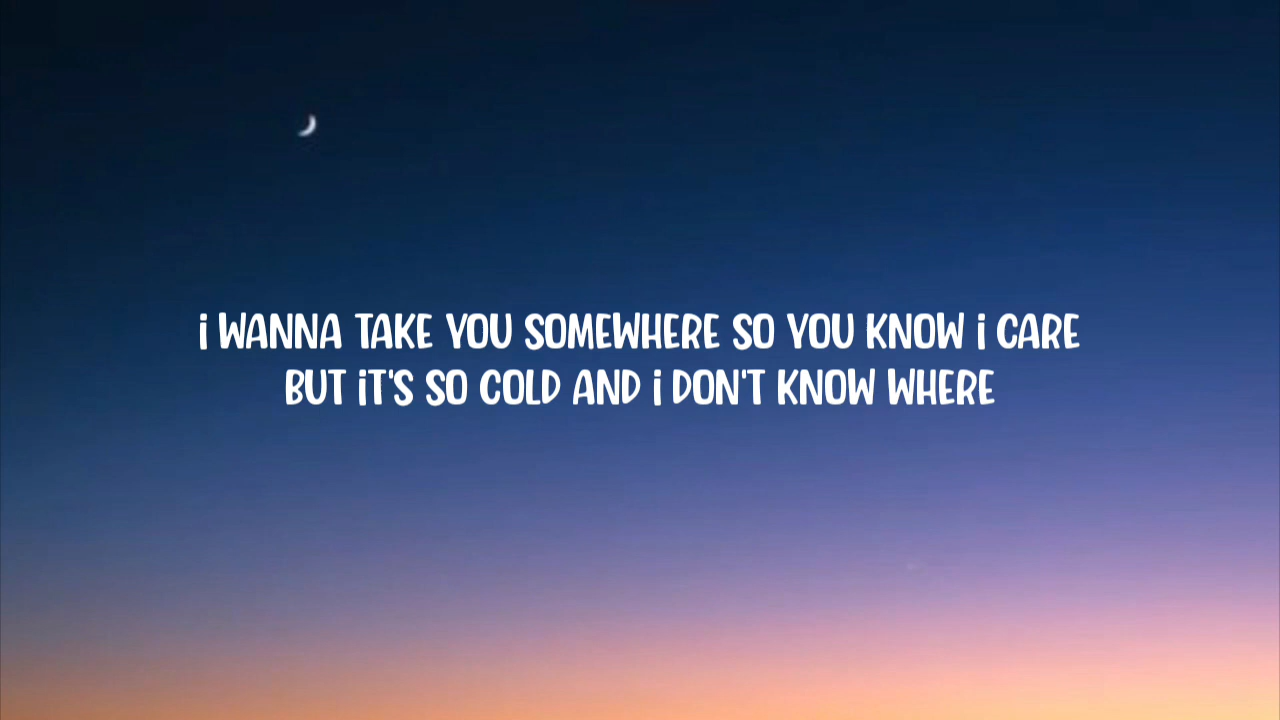 i WANNA TAKE YOU SOMEWHERE SO YOU KNOW i CARE
BUT iT'S SO COLD AND i DON'T KNOW WHERE